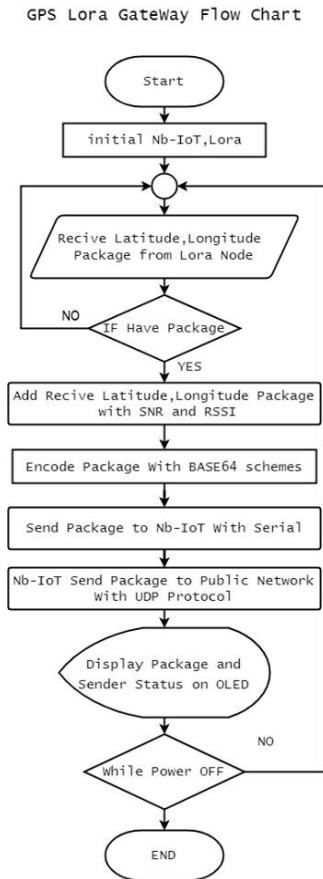 GPS Lora GateWay Flow Chart
Start
initial Nb-IoT,Lora
Recive Latitude,Longitude
Package from Lora Node
NO
IF Have Package
YES
Add Recive Latitude,Longitude Package
with SNR and RSSI
Encode Package With BASE64 schemes
Send Package to Nb-IoT With Serial
Nb-IoT Send Package to Public Network
With UDP Protocol
Display Package and
Sender Status on OLED
NO
While Power OFF
END